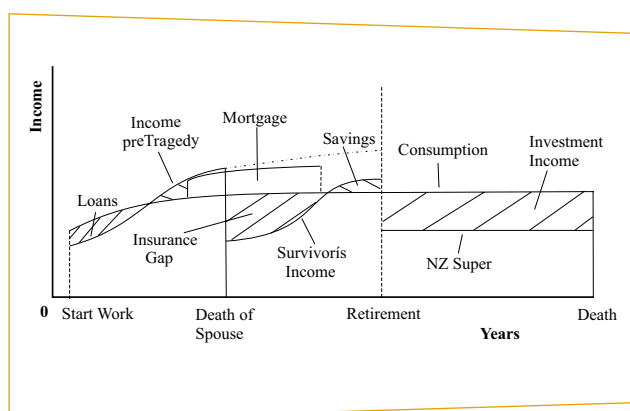 Income
Income
preTragedy
Mortgage
Savings
Consumption
Investment
Income
Loans
Insurance
Gap
Survivorís
Income
NZ Super
0
Start Work
Death of
Spouse
Retirement
Years
Death